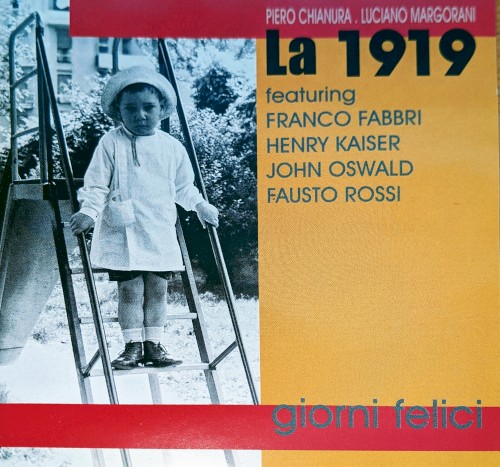 PIERO CHIANURA . LUCIANO MARGORANI
La 1919
featuring
FRANCO FABBRI
HENRY KAISER
JOHN OSWALD
FAUSTO ROSSI
giorni felici